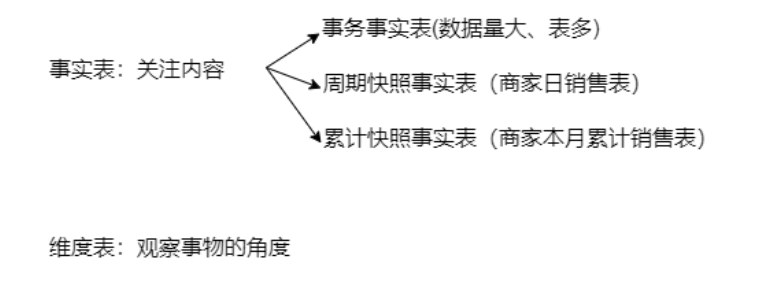 事务事实表(数据量大、表多)
事实表：关注内容
周期快照事实表（商家日销售表）
累计快照事实表（商家本月累计销售表）
维度表：观察事物的角度